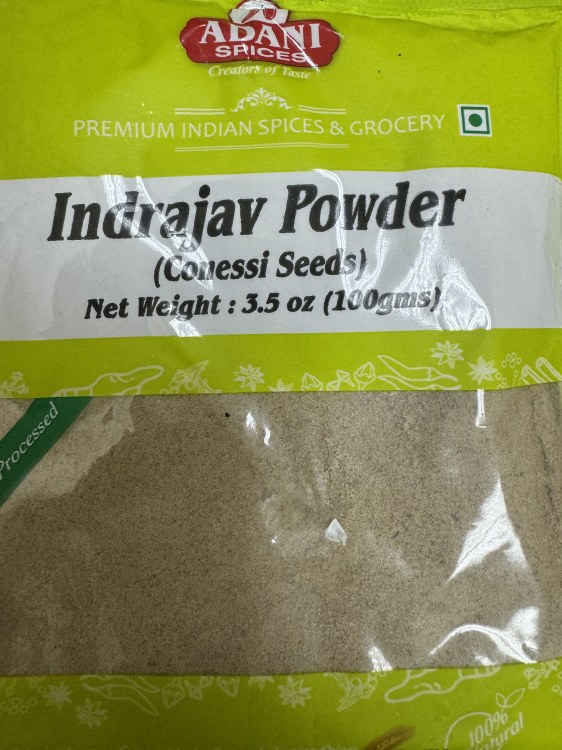 ADANI
SPICES
Creators of Taste
PREMIUM INDIAN SPICES & GROCERY
Indrajav Powder
(Conessi Seeds)
Net Weight : 3.5 oz (100gms)
Processed
100%